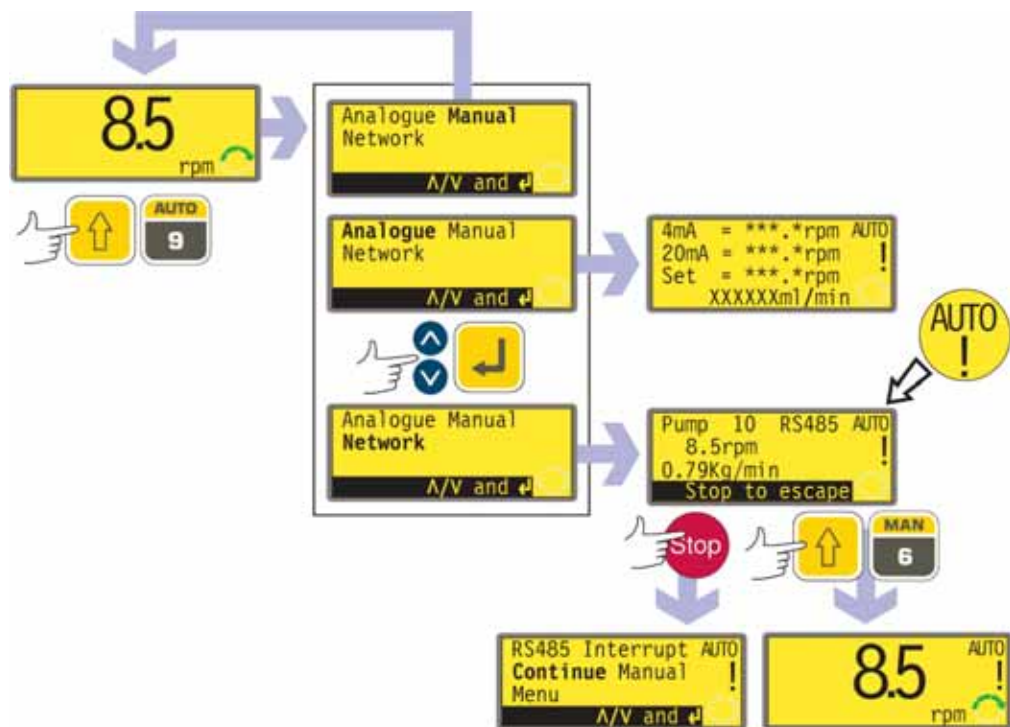 8.5
rpm
AUTO
9
Analogue Manual
Network
Λ/V and ↲
Analogue Manual
Network
Λ/V and ↲
4mA = ***.*rpm AUTO
20mA = ***.*rpm !
Set = ***.*rpm
XXXXXXml/min
Analogue Manual
Network
Λ/V and ↲
AUTO
!
Pump 10 RS485 AUTO
8.5rpm !
0.79Kg/min
Stop to escape
Stop
MAN
6
RS485 Interrupt AUTO
Continue Manual !
Menu
Λ/V and ↲
8.5 AUTO
!
rpm